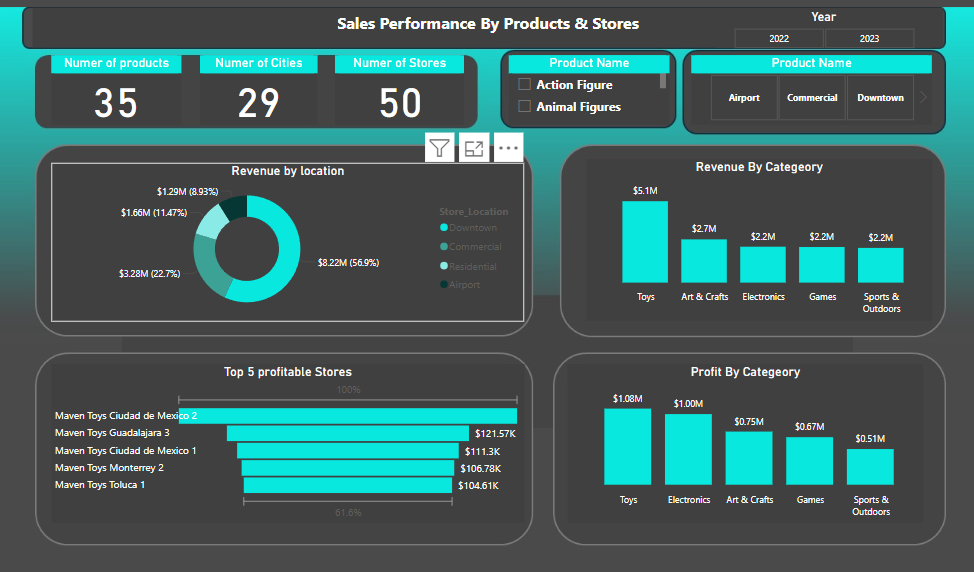 Sales Performance By Products & Stores
Year
2022
2023
Numer of products
35
Numer of Cities
29
Numer of Stores
50
Product Name
Action Figure
Animal Figures
Product Name
Airport
Commercial
Downtown
Revenue by location
$1.29M (8.93%)
$1.66M (11.47%)
$3.28M (22.7%)
$8.22M (56.9%)
Store_Location
Downtown
Commercial
Residential
Airport
Revenue By Categeory
$5.1M
$2.7M
$2.2M
$2.2M
$2.2M
Toys
Art & Crafts
Electronics
Games
Sports &
Outdoors
Top 5 profitable Stores
100%
Maven Toys Ciudad de Mexico 2
Maven Toys Guadalajara 3
$121.57K
Maven Toys Ciudad de Mexico 1
$111.3K
Maven Toys Monterrey 2
$106.78K
Maven Toys Toluca 1
$104.61K
61.6%
Profit By Categeory
$1.08M
$1.00M
$0.75M
$0.67M
$0.51M
Toys
Electronics
Art & Crafts
Games
Sports &
Outdoors